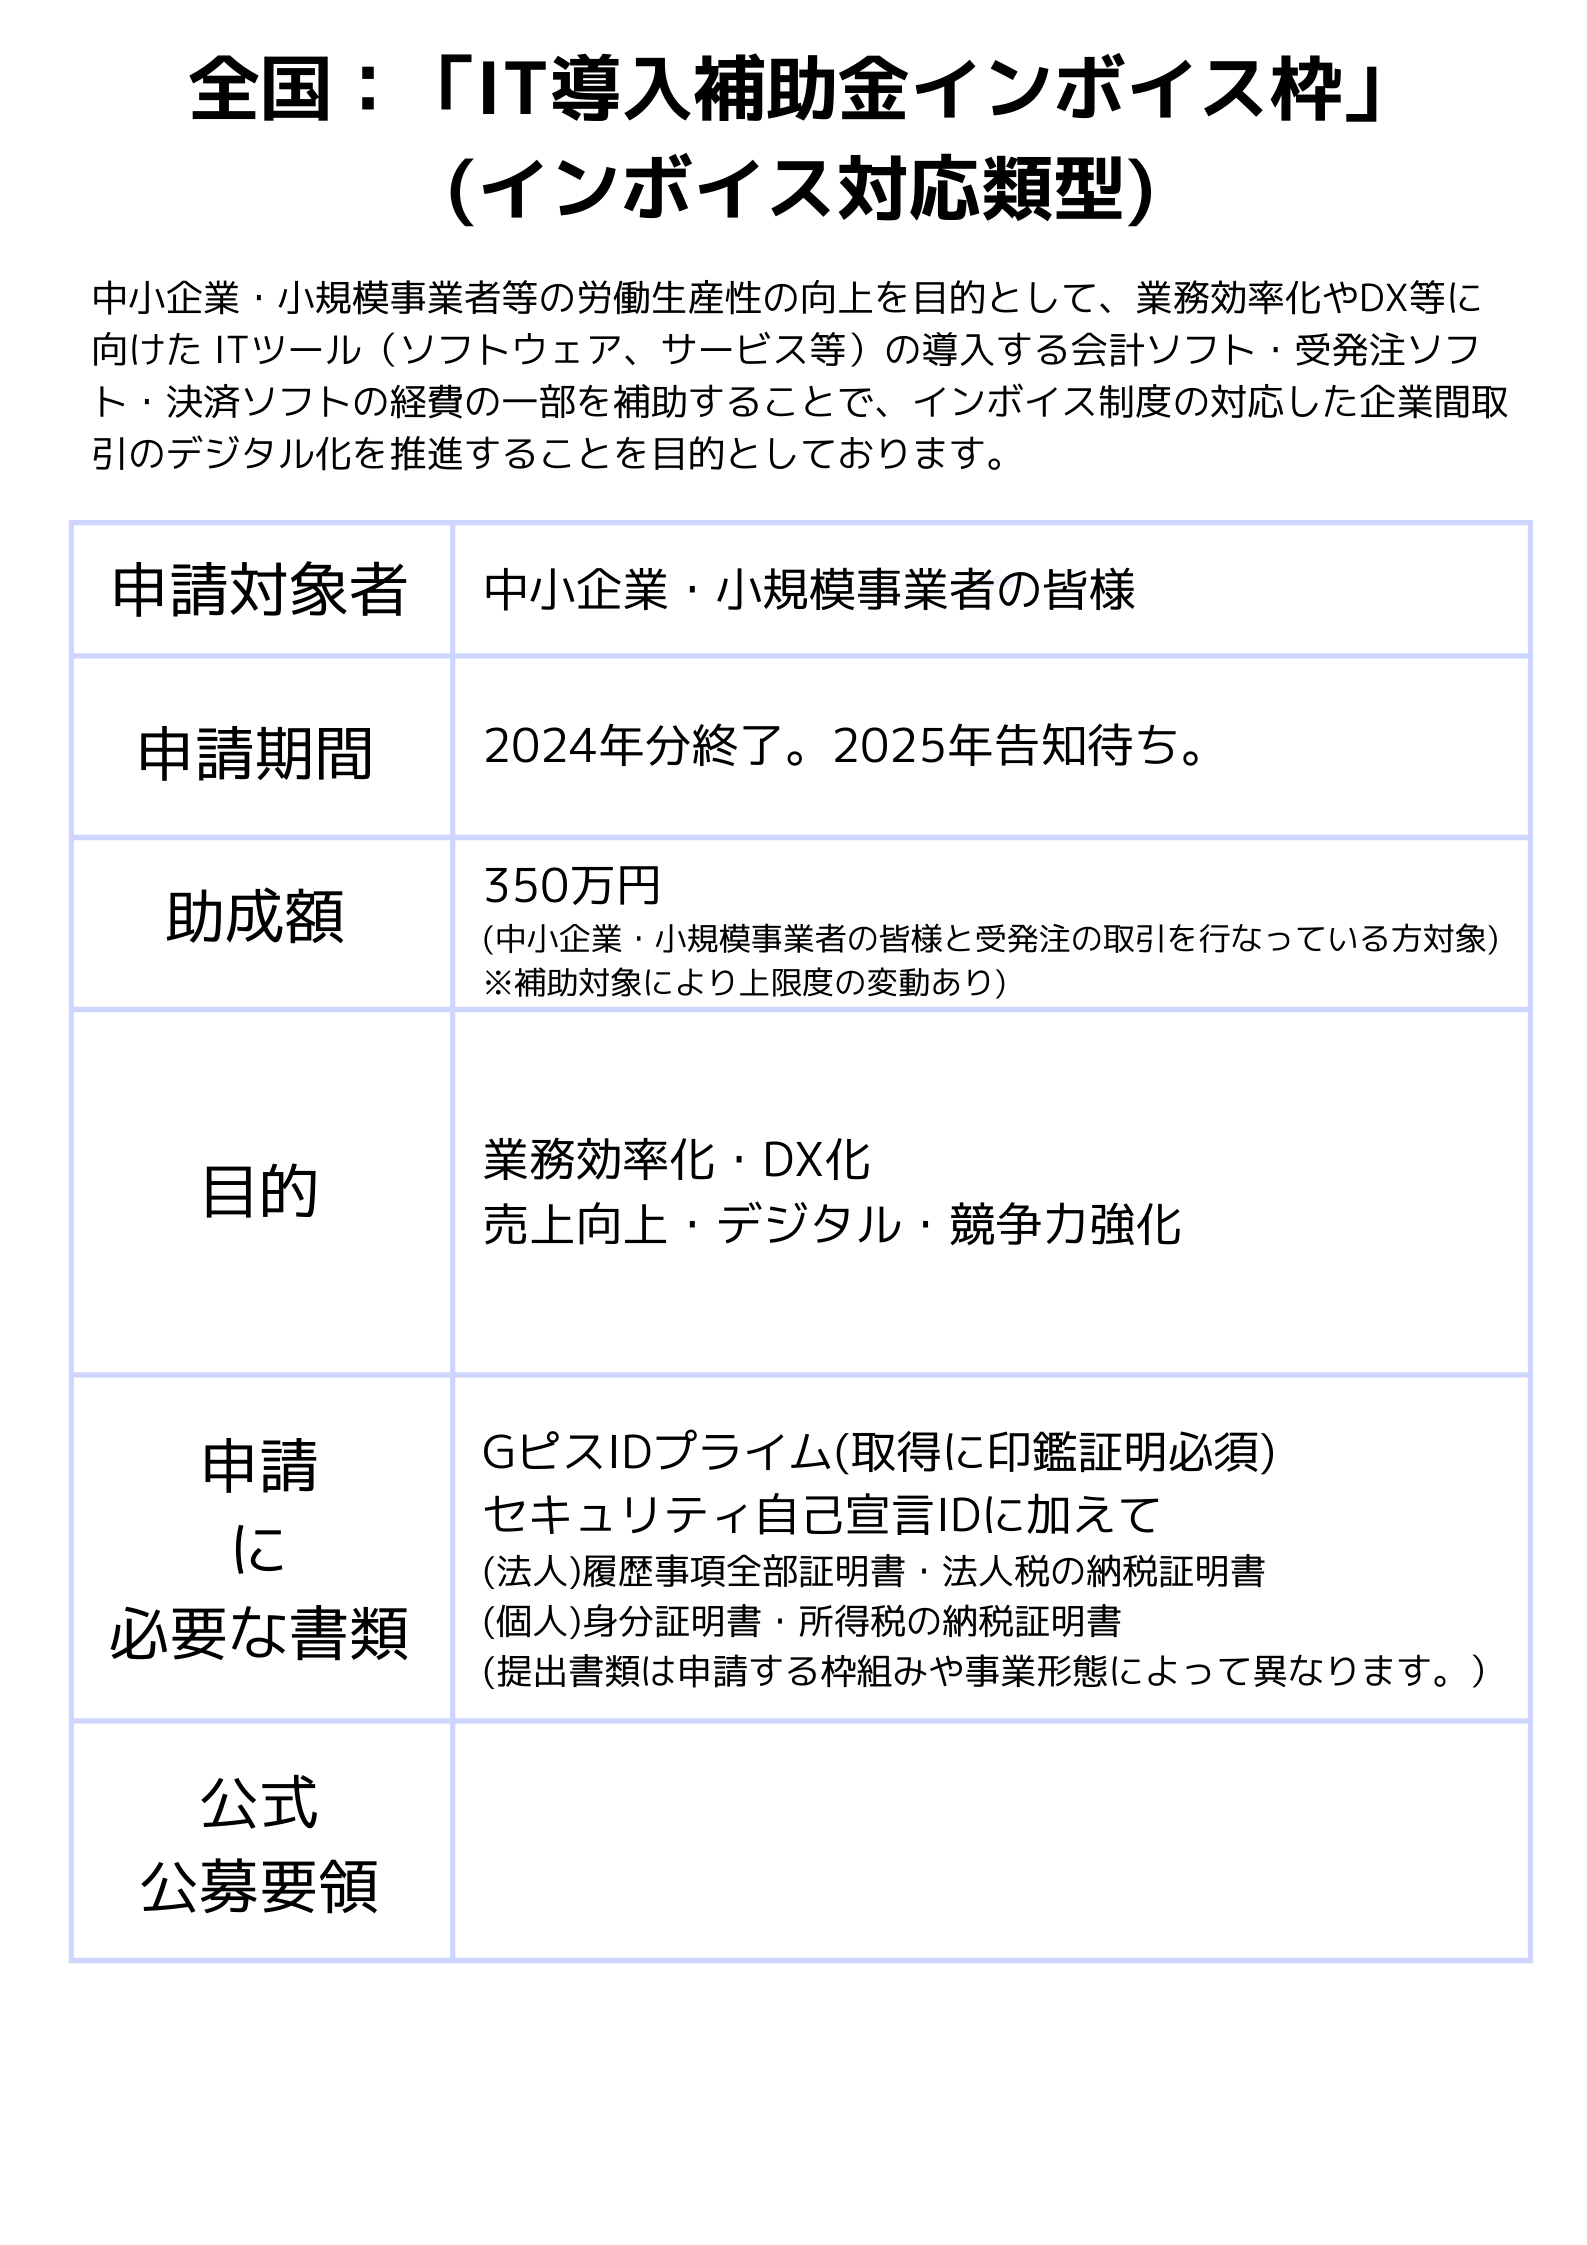 全国：「IT導入補助金インボイス枠」
(インボイス対応類型)
中小企業・小規模事業者等の労働生産性の向上を目的として、業務効率化やDX等に
向けた ITツール（ソフトウェア、サービス等）の導入する会計ソフト・受発注ソフ
ト・決済ソフトの経費の一部を補助することで、インボイス制度の対応した企業間取
引のデジタル化を推進することを目的としております。
申請対象者
中小企業・小規模事業者の皆様
申請期間
2024年分終了。2025年告知待ち。
助成額
350万円
(中小企業・小規模事業者の皆様と受発注の取引を行なっている方対象)
※補助対象により上限度の変動あり)
目的
業務効率化・DX化
売上向上・デジタル・競争力強化
申請
に
必要な書類
GピスIDプライム(取得に印鑑証明必須)
セキュリティ自己宣言IDに加えて
(法人)履歴事項全部証明書・法人税の納税証明書
(個人)身分証明書・所得税の納税証明書
(提出書類は申請する枠組みや事業形態によって異なります。）
公式
公募要領